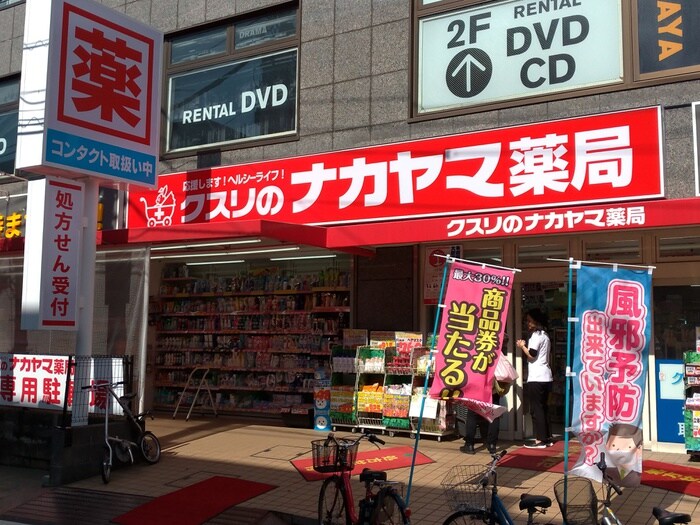 薬
コンタクト取扱い中
処方せん受付
DRAMA
RENTAL DVD
2F
RENTAL
DVD
CD
AYA
応援します!ヘルシーライフ!
クスリのナカヤマ薬局
クスリのナカヤマ薬局
ナカヤマ薬局
専用駐
場
最大30%!!
商品券が
当たる!!
風邪予防
出来ていますか?